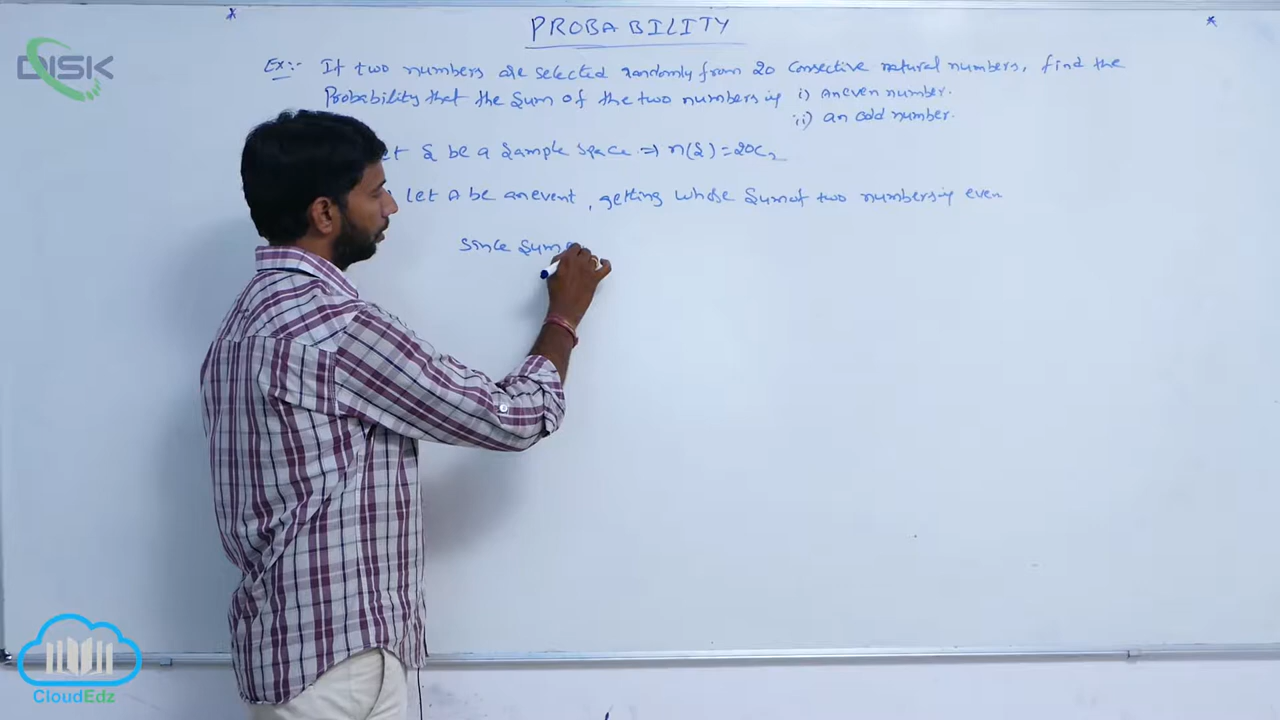 DISK
PROBABILITY
Ex:- If two numbers are selected randomly from 20 consective natural numbers, find the
Probability that the sum of the two numbers is i) an even number.
ii) an odd number.
let S be a sample space ⇒ n(S) = 20C₂
let A be an event, getting whose sum of two numbers is even
Since sum
CloudEdz